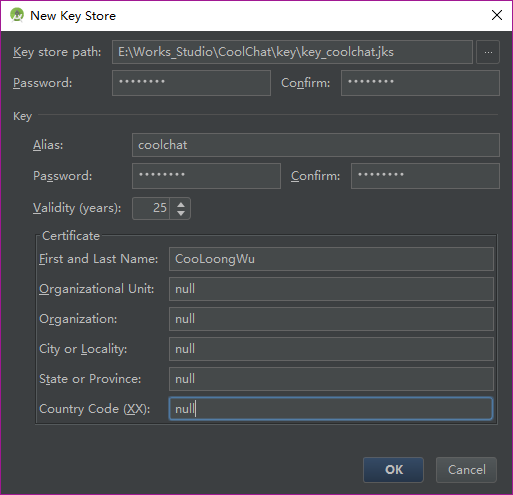 New Key Store
Key store path: E:\Works_Studio\CoolChat\key\key_coolchat.jks ...
Password: •••••••• Confirm: ••••••••
Key
Alias: coolchat
Password: •••••••• Confirm: ••••••••
Validity (years): 25
Certificate
First and Last Name: CooLoongWu
Organizational Unit: null
Organization: null
City or Locality: null
State or Province: null
Country Code (XX): null
OK Cancel